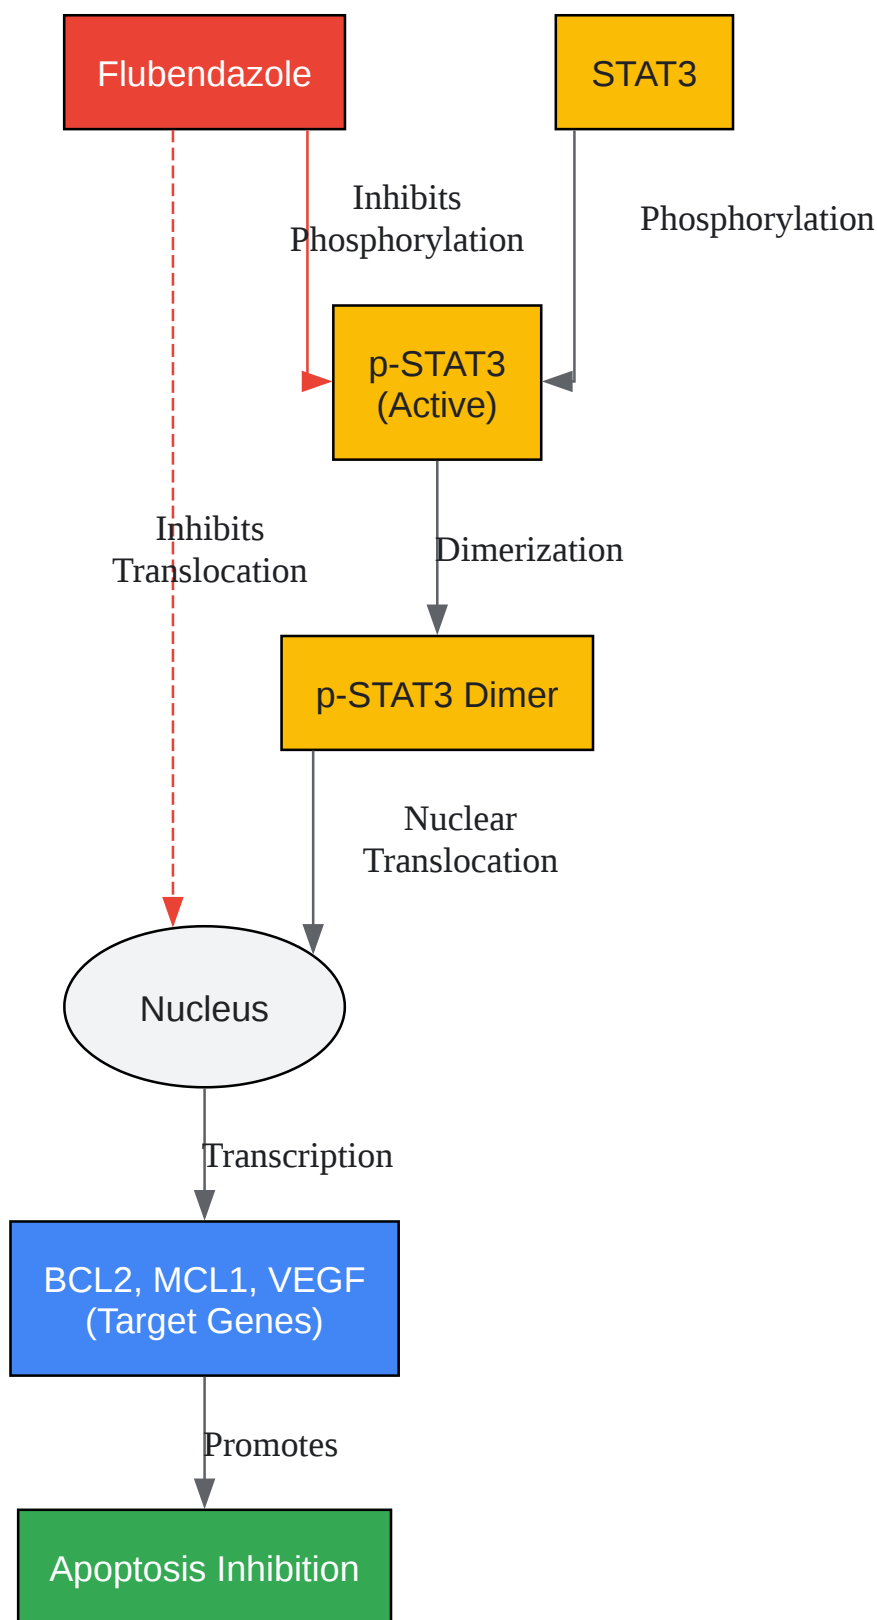 Flubendazole
STAT3
Inhibits
Phosphorylation
Phosphorylation
p-STAT3
(Active)
Inhibits
Translocation
Dimerization
p-STAT3 Dimer
Nuclear
Translocation
Nucleus
Transcription
BCL2, MCL1, VEGF
(Target Genes)
Promotes
Apoptosis Inhibition